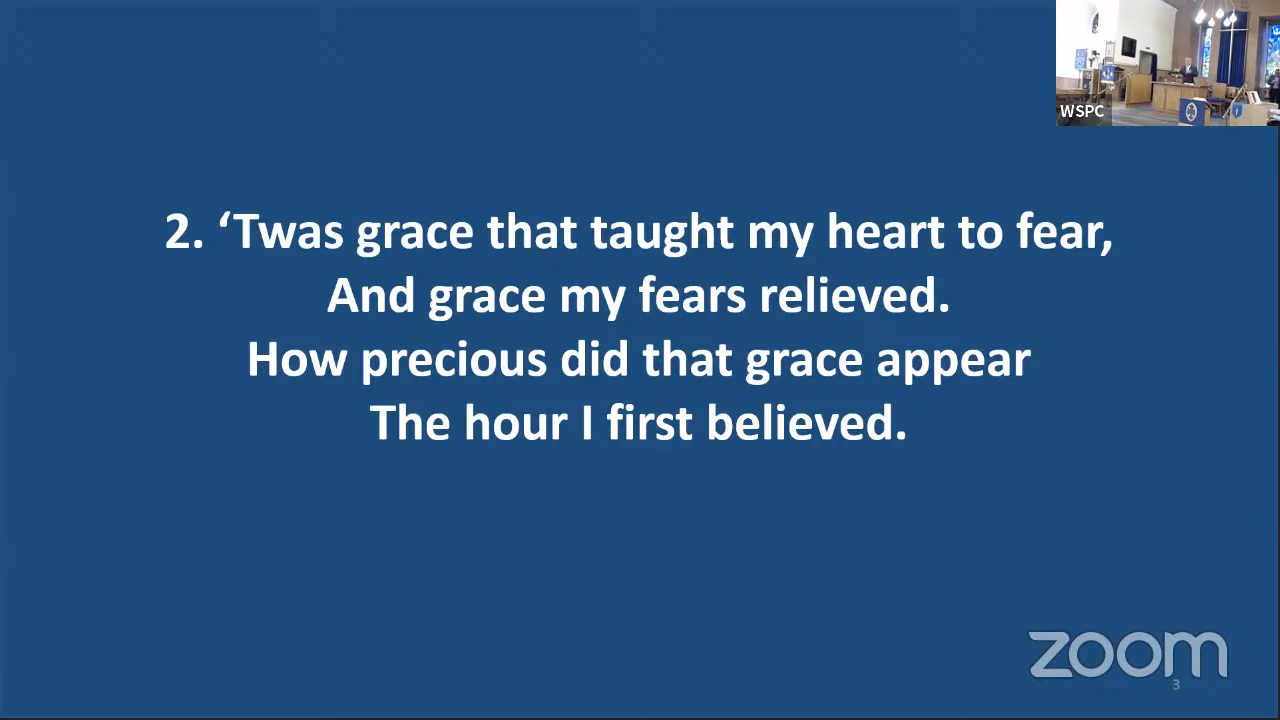 WSPC
2. ‘Twas grace that taught my heart to fear,
And grace my fears relieved.
How precious did that grace appear
The hour I first believed.
zoom
3